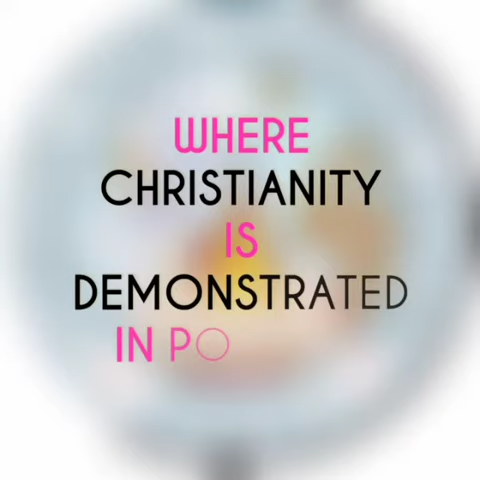 WHERE
CHRISTIANITY
IS
DEMONSTRATED
IN PO